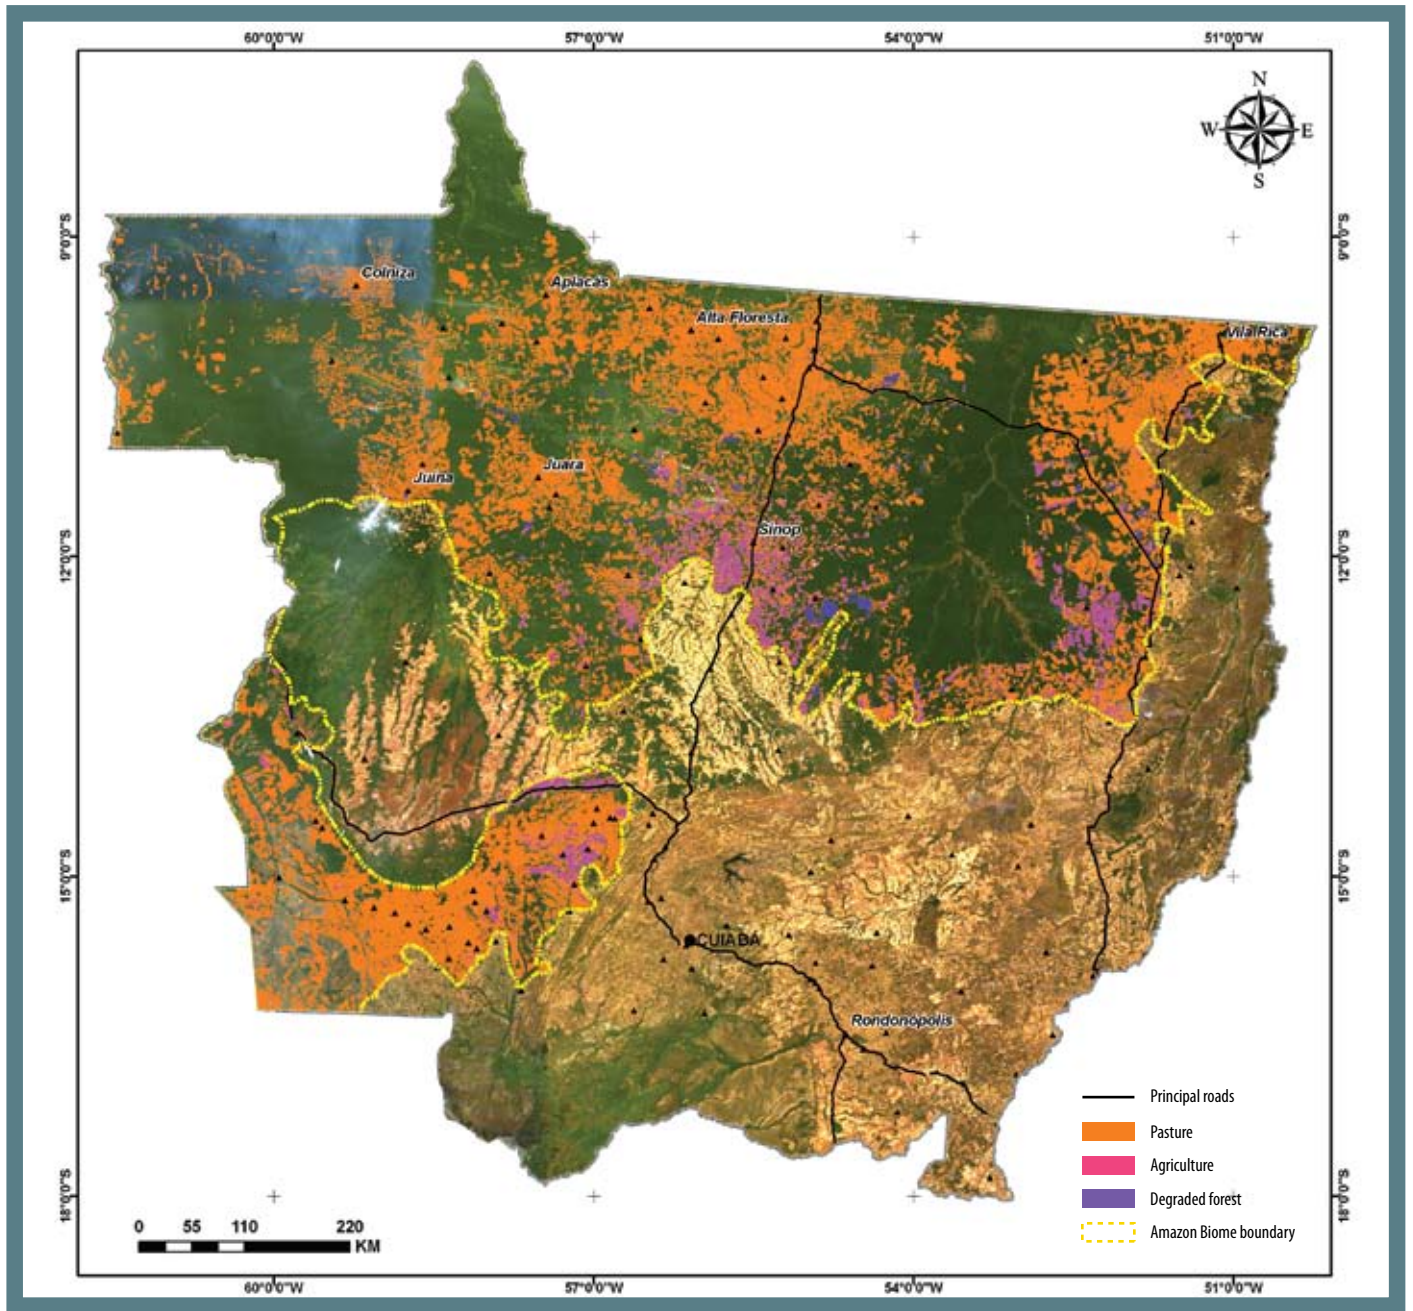 60°0'0"W 57°0'0"W 54°0'0"W 51°0'0"W
N
W E
S
9°0'0"S 9°0'0"S
Colniza
Apiacás
Alta Floresta
Vila Rica
Juara
Juina
Sinop
12°0'0"S 12°0'0"S
15°0'0"S 15°0'0"S
CUIABÁ
Rondonópolis
Principal roads
Pasture
Agriculture
Degraded forest
Amazon Biome boundary
18°0'0"S 18°0'0"S
0 55 110 220
KM
60°0'0"W 57°0'0"W 54°0'0"W 51°0'0"W